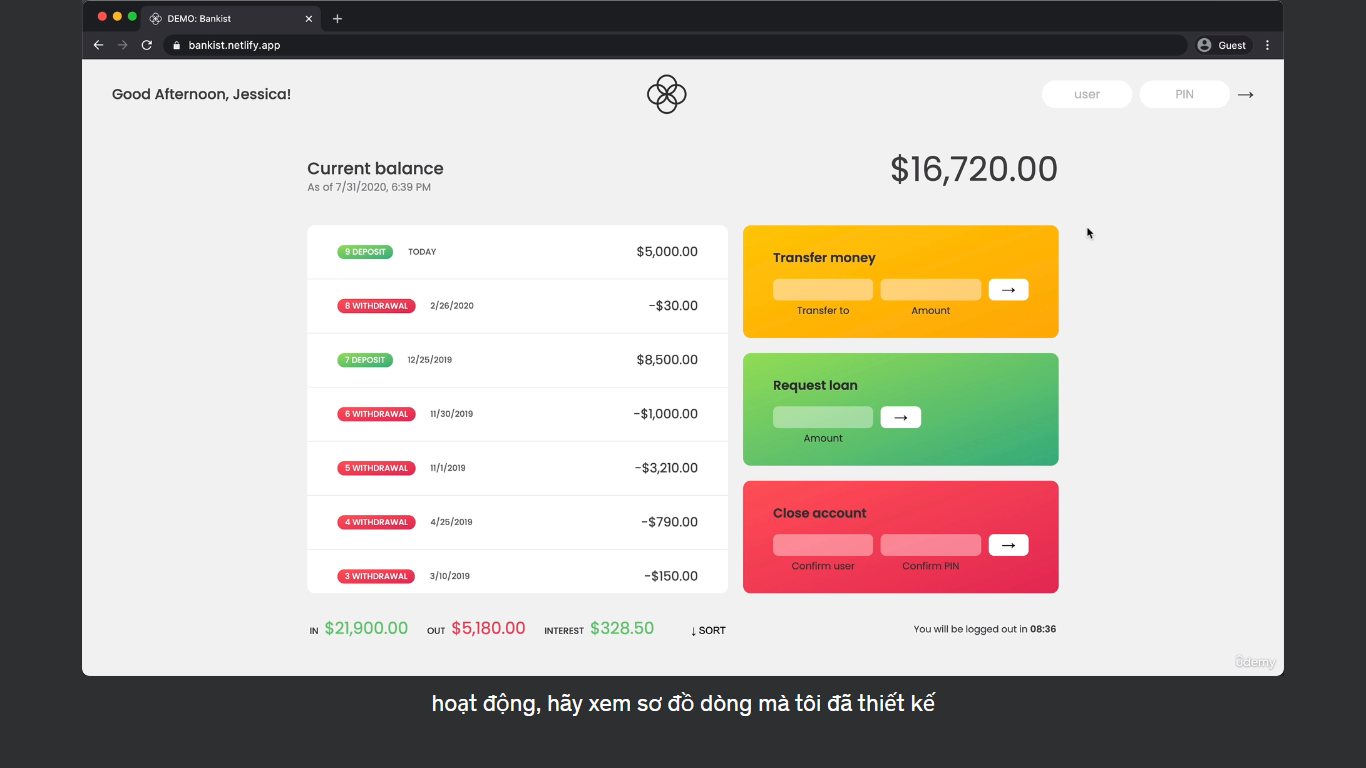 DEMO: Bankist
bankist.netlify.app
Guest
Good Afternoon, Jessica!
user
PIN
→
Current balance
As of 7/31/2020, 6:39 PM
$16,720.00
9 DEPOSIT TODAY $5,000.00
8 WITHDRAWAL 2/26/2020 -$30.00
7 DEPOSIT 12/25/2019 $8,500.00
6 WITHDRAWAL 11/30/2019 -$1,000.00
5 WITHDRAWAL 11/1/2019 -$3,210.00
4 WITHDRAWAL 4/25/2019 -$790.00
3 WITHDRAWAL 3/10/2019 -$150.00
Transfer money
→
Transfer to Amount
Request loan
→
Amount
Close account
→
Confirm user Confirm PIN
IN $21,900.00 OUT $5,180.00 INTEREST $328.50 ↓ SORT
You will be logged out in 08:36
ûdemy
hoạt động, hãy xem sơ đồ dòng mà tôi đã thiết kế